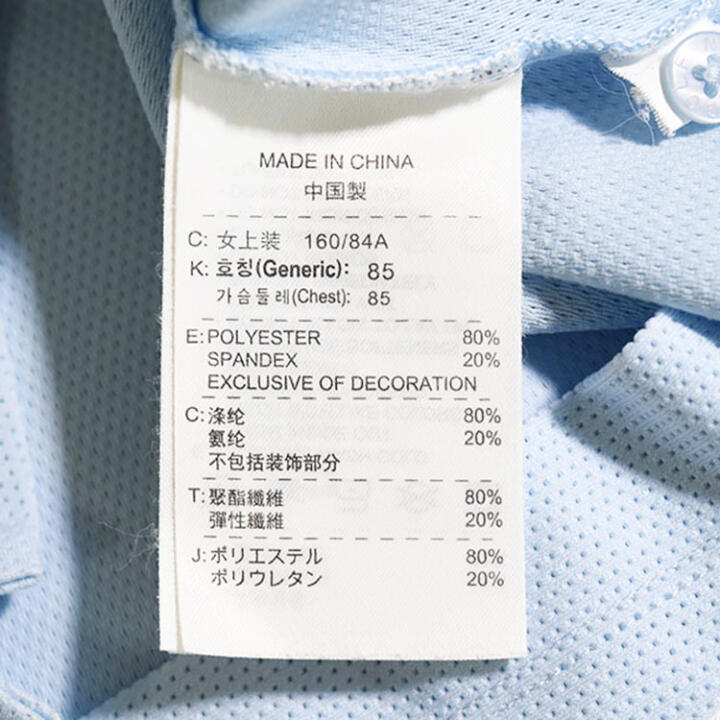 MADE IN CHINA
中国製
C: 女上装 160/84A
K: 호칭(Generic): 85
가슴둘레(Chest): 85
E: POLYESTER 80%
SPANDEX 20%
EXCLUSIVE OF DECORATION
C: 涤纶 80%
氨纶 20%
不包括装饰部分
T: 聚酯纖維 80%
彈性纖維 20%
J: ポリエステル 80%
ポリウレタン 20%